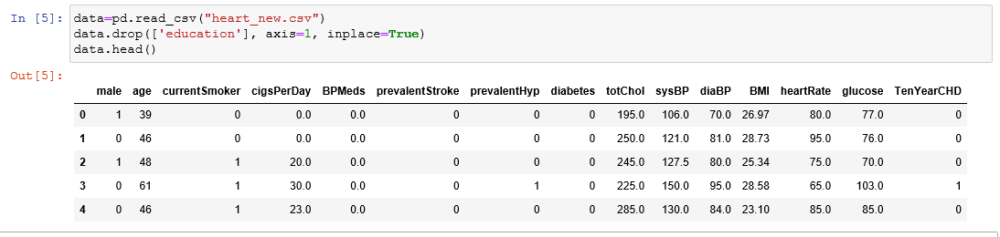 In [5]: data=pd.read_csv("heart_new.csv")
data.drop(['education'], axis=1, inplace=True)
data.head()
Out[5]:
male age currentSmoker cigsPerDay BPMeds prevalentStroke prevalentHyp diabetes totChol sysBP diaBP BMI heartRate glucose TenYearCHD
0 1 39 0 0.0 0.0 0 0 0 195.0 106.0 70.0 26.97 80.0 77.0 0
1 0 46 0 0.0 0.0 0 0 0 250.0 121.0 81.0 28.73 95.0 76.0 0
2 1 48 1 20.0 0.0 0 0 0 245.0 127.5 80.0 25.34 75.0 70.0 0
3 0 61 1 30.0 0.0 0 1 0 225.0 150.0 95.0 28.58 65.0 103.0 1
4 0 46 1 23.0 0.0 0 0 0 285.0 130.0 84.0 23.10 85.0 85.0 0